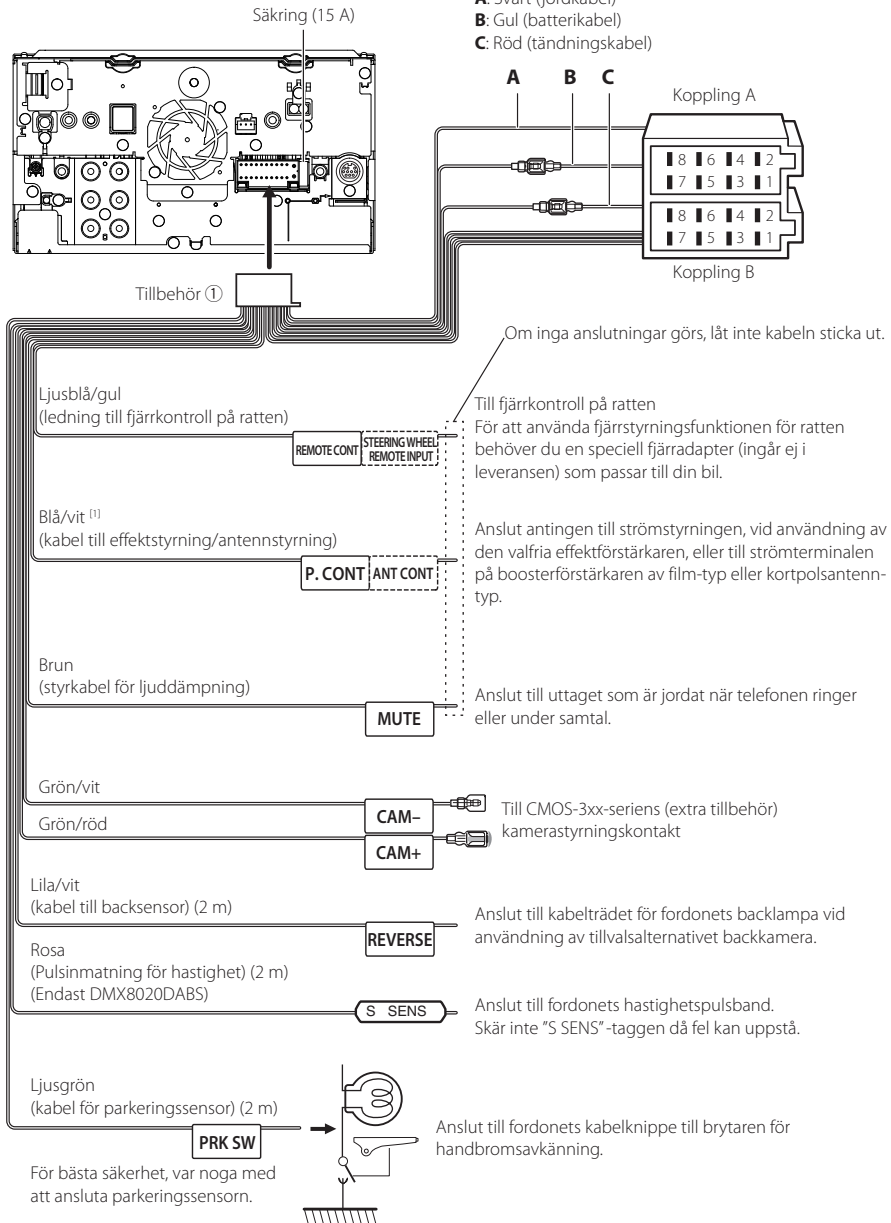 Säkring (15 A)
A: Svart (jordkabel)
B: Gul (batterikabel)
C: Röd (tändningskabel)
A B C
Koppling A
8 6 4 2
7 5 3 1
8 6 4 2
7 5 3 1
Koppling B
Tillbehör ①
Om inga anslutningar görs, låt inte kabeln sticka ut.
Ljusblå/gul
(ledning till fjärrkontroll på ratten)
REMOTE CONT
STEERING WHEEL
REMOTE INPUT
Till fjärrkontroll på ratten
För att använda fjärrstyrningsfunktionen för ratten
behöver du en speciell fjärradapter (ingår ej i
leveransen) som passar till din bil.
Blå/vit [1]
(kabel till effektstyrning/antennstyrning)
P. CONT
ANT CONT
Anslut antingen till strömstyrningen, vid användning av
den valfria effektförstärkaren, eller till strömterminalen
på boosterförstärkaren av film-typ eller kortpolsantenn-
typ.
Brun
(styrkabel för ljuddämpning)
MUTE
Anslut till uttaget som är jordat när telefonen ringer
eller under samtal.
Grön/vit
CAM–
Grön/röd
CAM+
Till CMOS-3xx-seriens (extra tillbehör)
kamerastyrningskontakt
Lila/vit
(kabel till backsensor) (2 m)
REVERSE
Anslut till kabelträdet för fordonets backlampa vid
användning av tillvalsalternativet backkamera.
Rosa
(Pulsinmatning för hastighet) (2 m)
(Endast DMX8020DABS)
S SENS
Anslut till fordonets hastighetspulsband.
Skär inte "S SENS" -taggen då fel kan uppstå.
Ljusgrön
(kabel för parkeringssensor) (2 m)
PRK SW
För bästa säkerhet, var noga med
att ansluta parkeringssensorn.
Anslut till fordonets kabelknippe till brytaren för
handbromsavkänning.